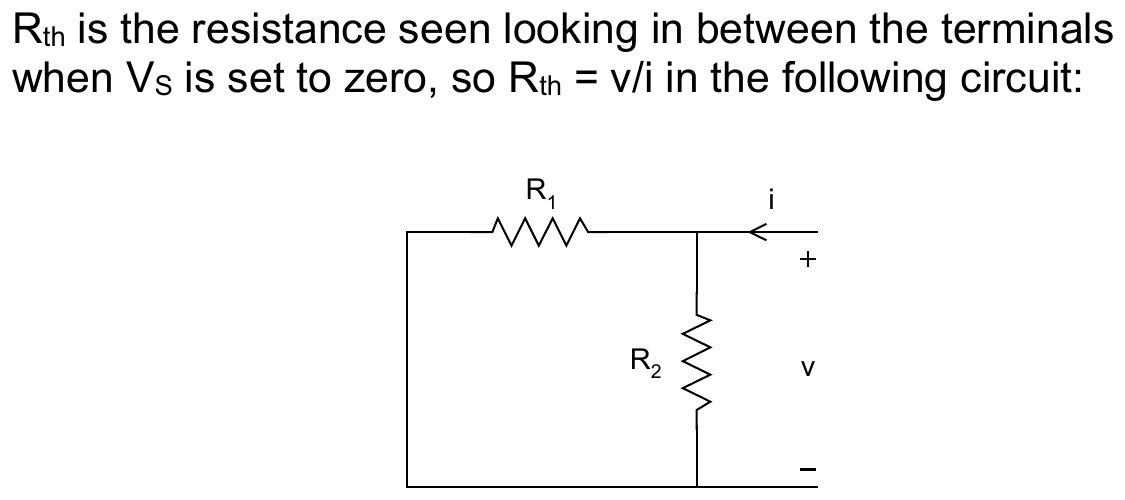 Rth is the resistance seen looking in between the terminals
when VS is set to zero, so Rth = v/i in the following circuit:
R1
i
+
R2
v
–